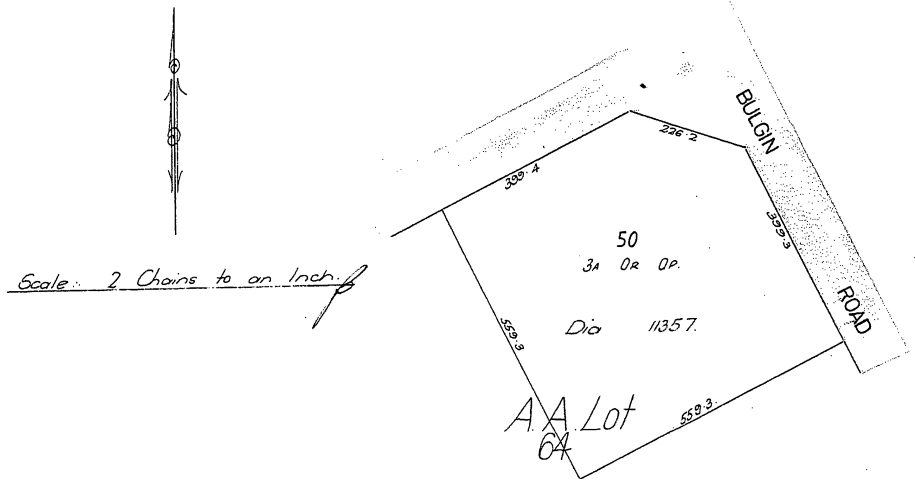 BULGIN
226·2
399·4
50
3A 0R 0P.
399·3
Scale: 2 Chains to an Inch.
ROAD
Dia 11357.
559·3
A. A. Lot
64
559·3